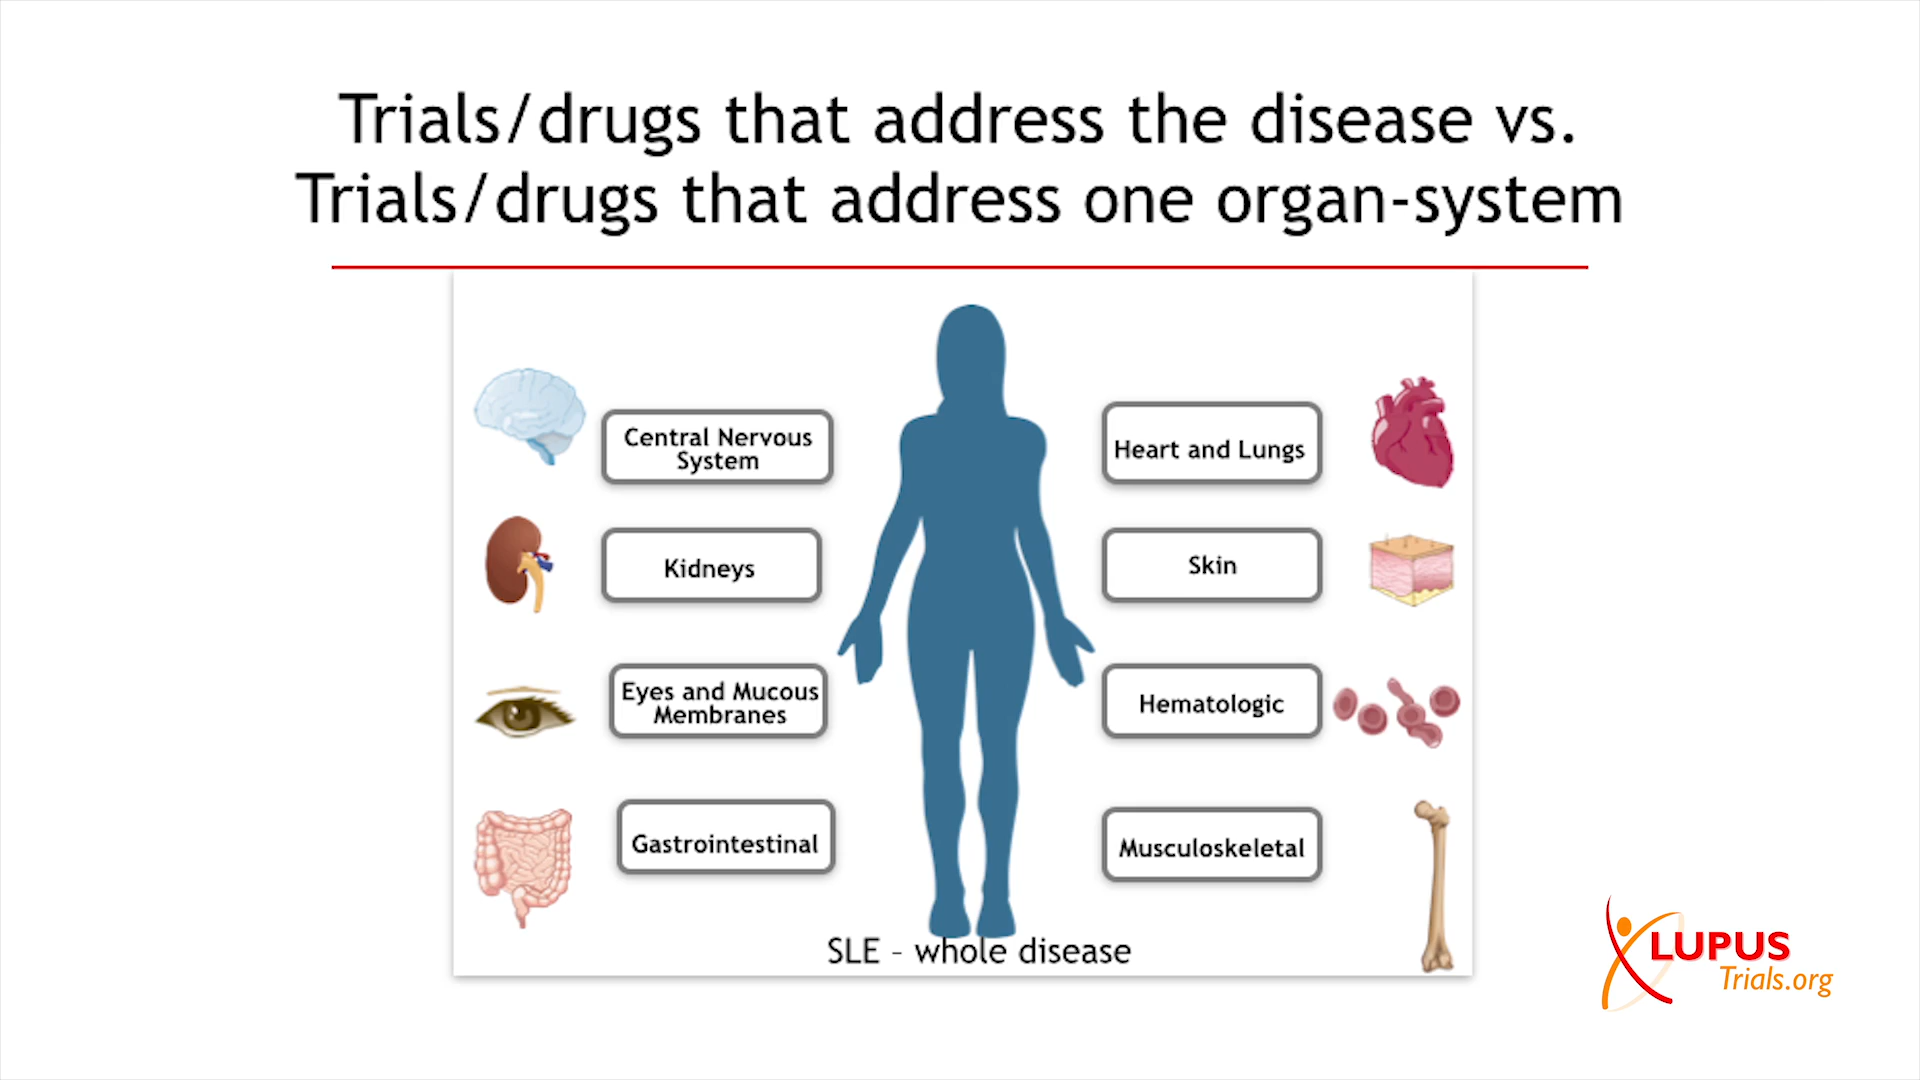 Trials/drugs that address the disease vs.
Trials/drugs that address one organ-system
Central Nervous
System
Heart and Lungs
Kidneys
Skin
Eyes and Mucous
Membranes
Hematologic
Gastrointestinal
Musculoskeletal
SLE - whole disease
LUPUS
Trials.org